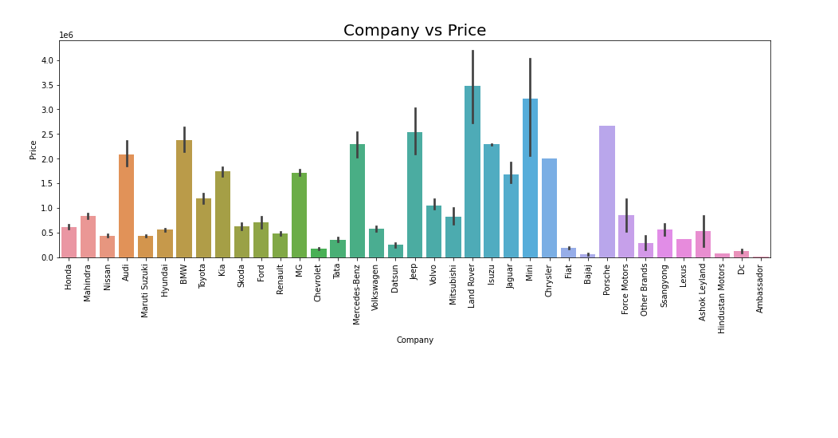 Company vs Price
1e6
4.0
3.5
3.0
2.5
2.0
1.5
1.0
0.5
0.0
Price
Honda
Mahindra
Nissan
Audi
Maruti Suzuki
Hyundai
BMW
Toyota
Kia
Skoda
Ford
Renault
MG
Chevrolet
Tata
Mercedes-Benz
Volkswagen
Datsun
Jeep
Volvo
Mitsubishi
Land Rover
Isuzu
Jaguar
Mini
Chrysler
Fiat
Bajaj
Porsche
Force Motors
Other Brands
Ssangyong
Lexus
Ashok Leyland
Hindustan Motors
Dc
Ambassador
Company